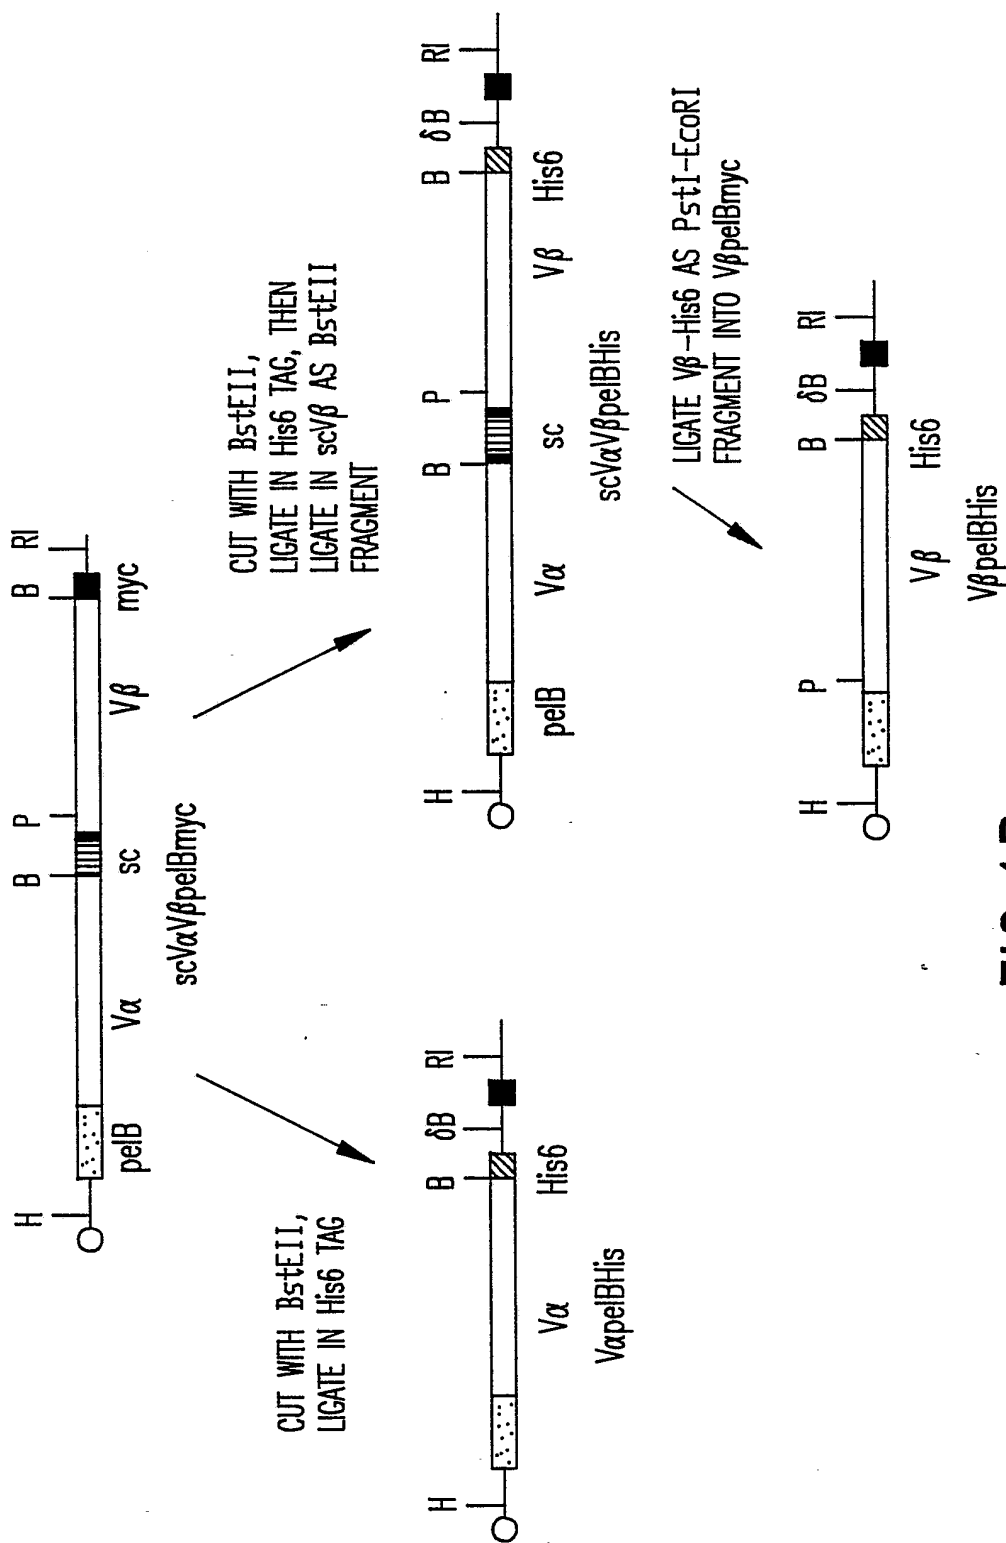 H B P B RI
pelB Vα sc Vβ myc
scVαVβpelBmyc
CUT WITH BstEII,
LIGATE IN His6 TAG
CUT WITH BstEII,
LIGATE IN His6 TAG, THEN
LIGATE IN scVβ AS BstEII
FRAGMENT
H B δB RI
Vα His6
VαpelBHis
H B P B δB RI
pelB Vα sc Vβ His6
scVαVβpelBHis
LIGATE Vβ-His6 AS PstI-EcoRI
FRAGMENT INTO VβpelBmyc
H P B δB RI
Vβ His6
VβpelBHis